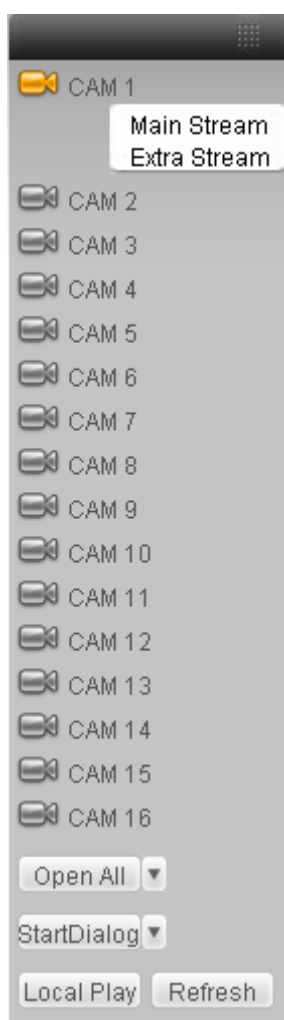 CAM 1
Main Stream
Extra Stream
CAM 2
CAM 3
CAM 4
CAM 5
CAM 6
CAM 7
CAM 8
CAM 9
CAM 10
CAM 11
CAM 12
CAM 13
CAM 14
CAM 15
CAM 16
Open All
StartDialog
Local Play Refresh